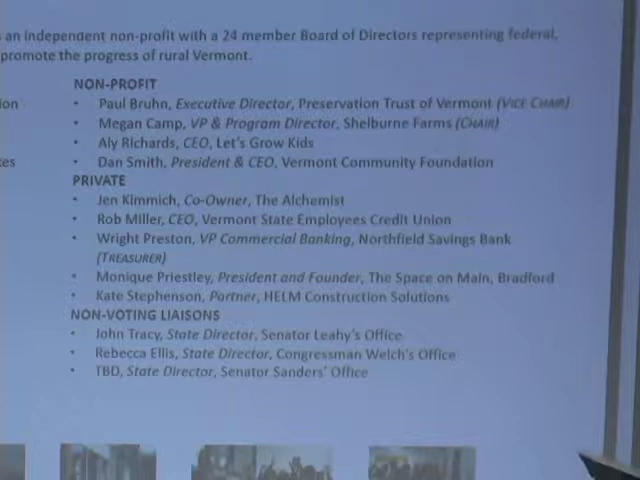 an independent non-profit with a 24 member Board of Directors representing federal,
promote the progress of rural Vermont.
NON-PROFIT
• Paul Bruhn, Executive Director, Preservation Trust of Vermont (VICE CHAIR)
• Megan Camp, VP & Program Director, Shelburne Farms (CHAIR)
• Aly Richards, CEO, Let's Grow Kids
• Dan Smith, President & CEO, Vermont Community Foundation
PRIVATE
• Jen Kimmich, Co-Owner, The Alchemist
• Rob Miller, CEO, Vermont State Employees Credit Union
• Wright Preston, VP Commercial Banking, Northfield Savings Bank
(TREASURER)
• Monique Priestley, President and Founder, The Space on Main, Bradford
• Kate Stephenson, Partner, HELM Construction Solutions
NON-VOTING LIAISONS
• John Tracy, State Director, Senator Leahy's Office
• Rebecca Ellis, State Director, Congressman Welch's Office
• TBD, State Director, Senator Sanders' Office